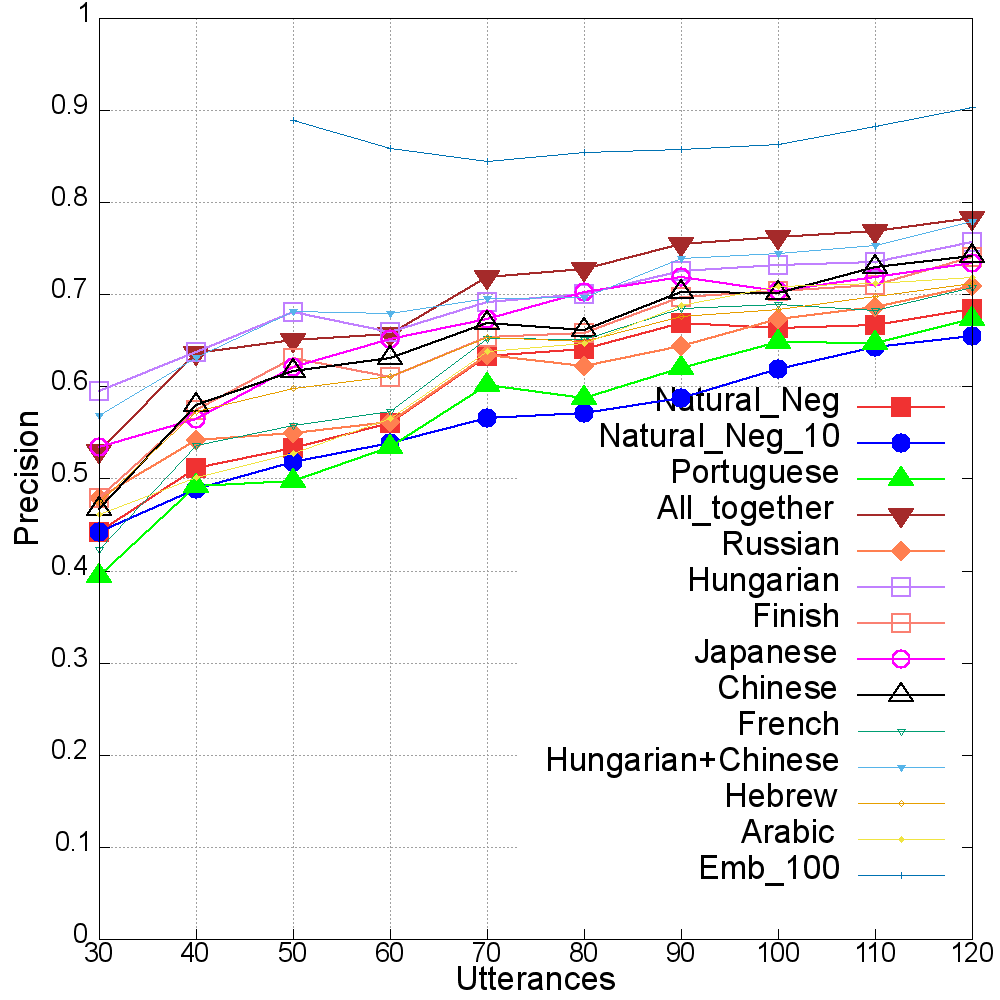 1
0.9
0.8
0.7
0.6
0.5
0.4
0.3
0.2
0.1
0
Precision
Natural_Neg
Natural_Neg_10
Portuguese
All_together
Russian
Hungarian
Finish
Japanese
Chinese
French
Hungarian+Chinese
Hebrew
Arabic
Emb_100
30 40 50 60 70 80 90 100 110 120
Utterances